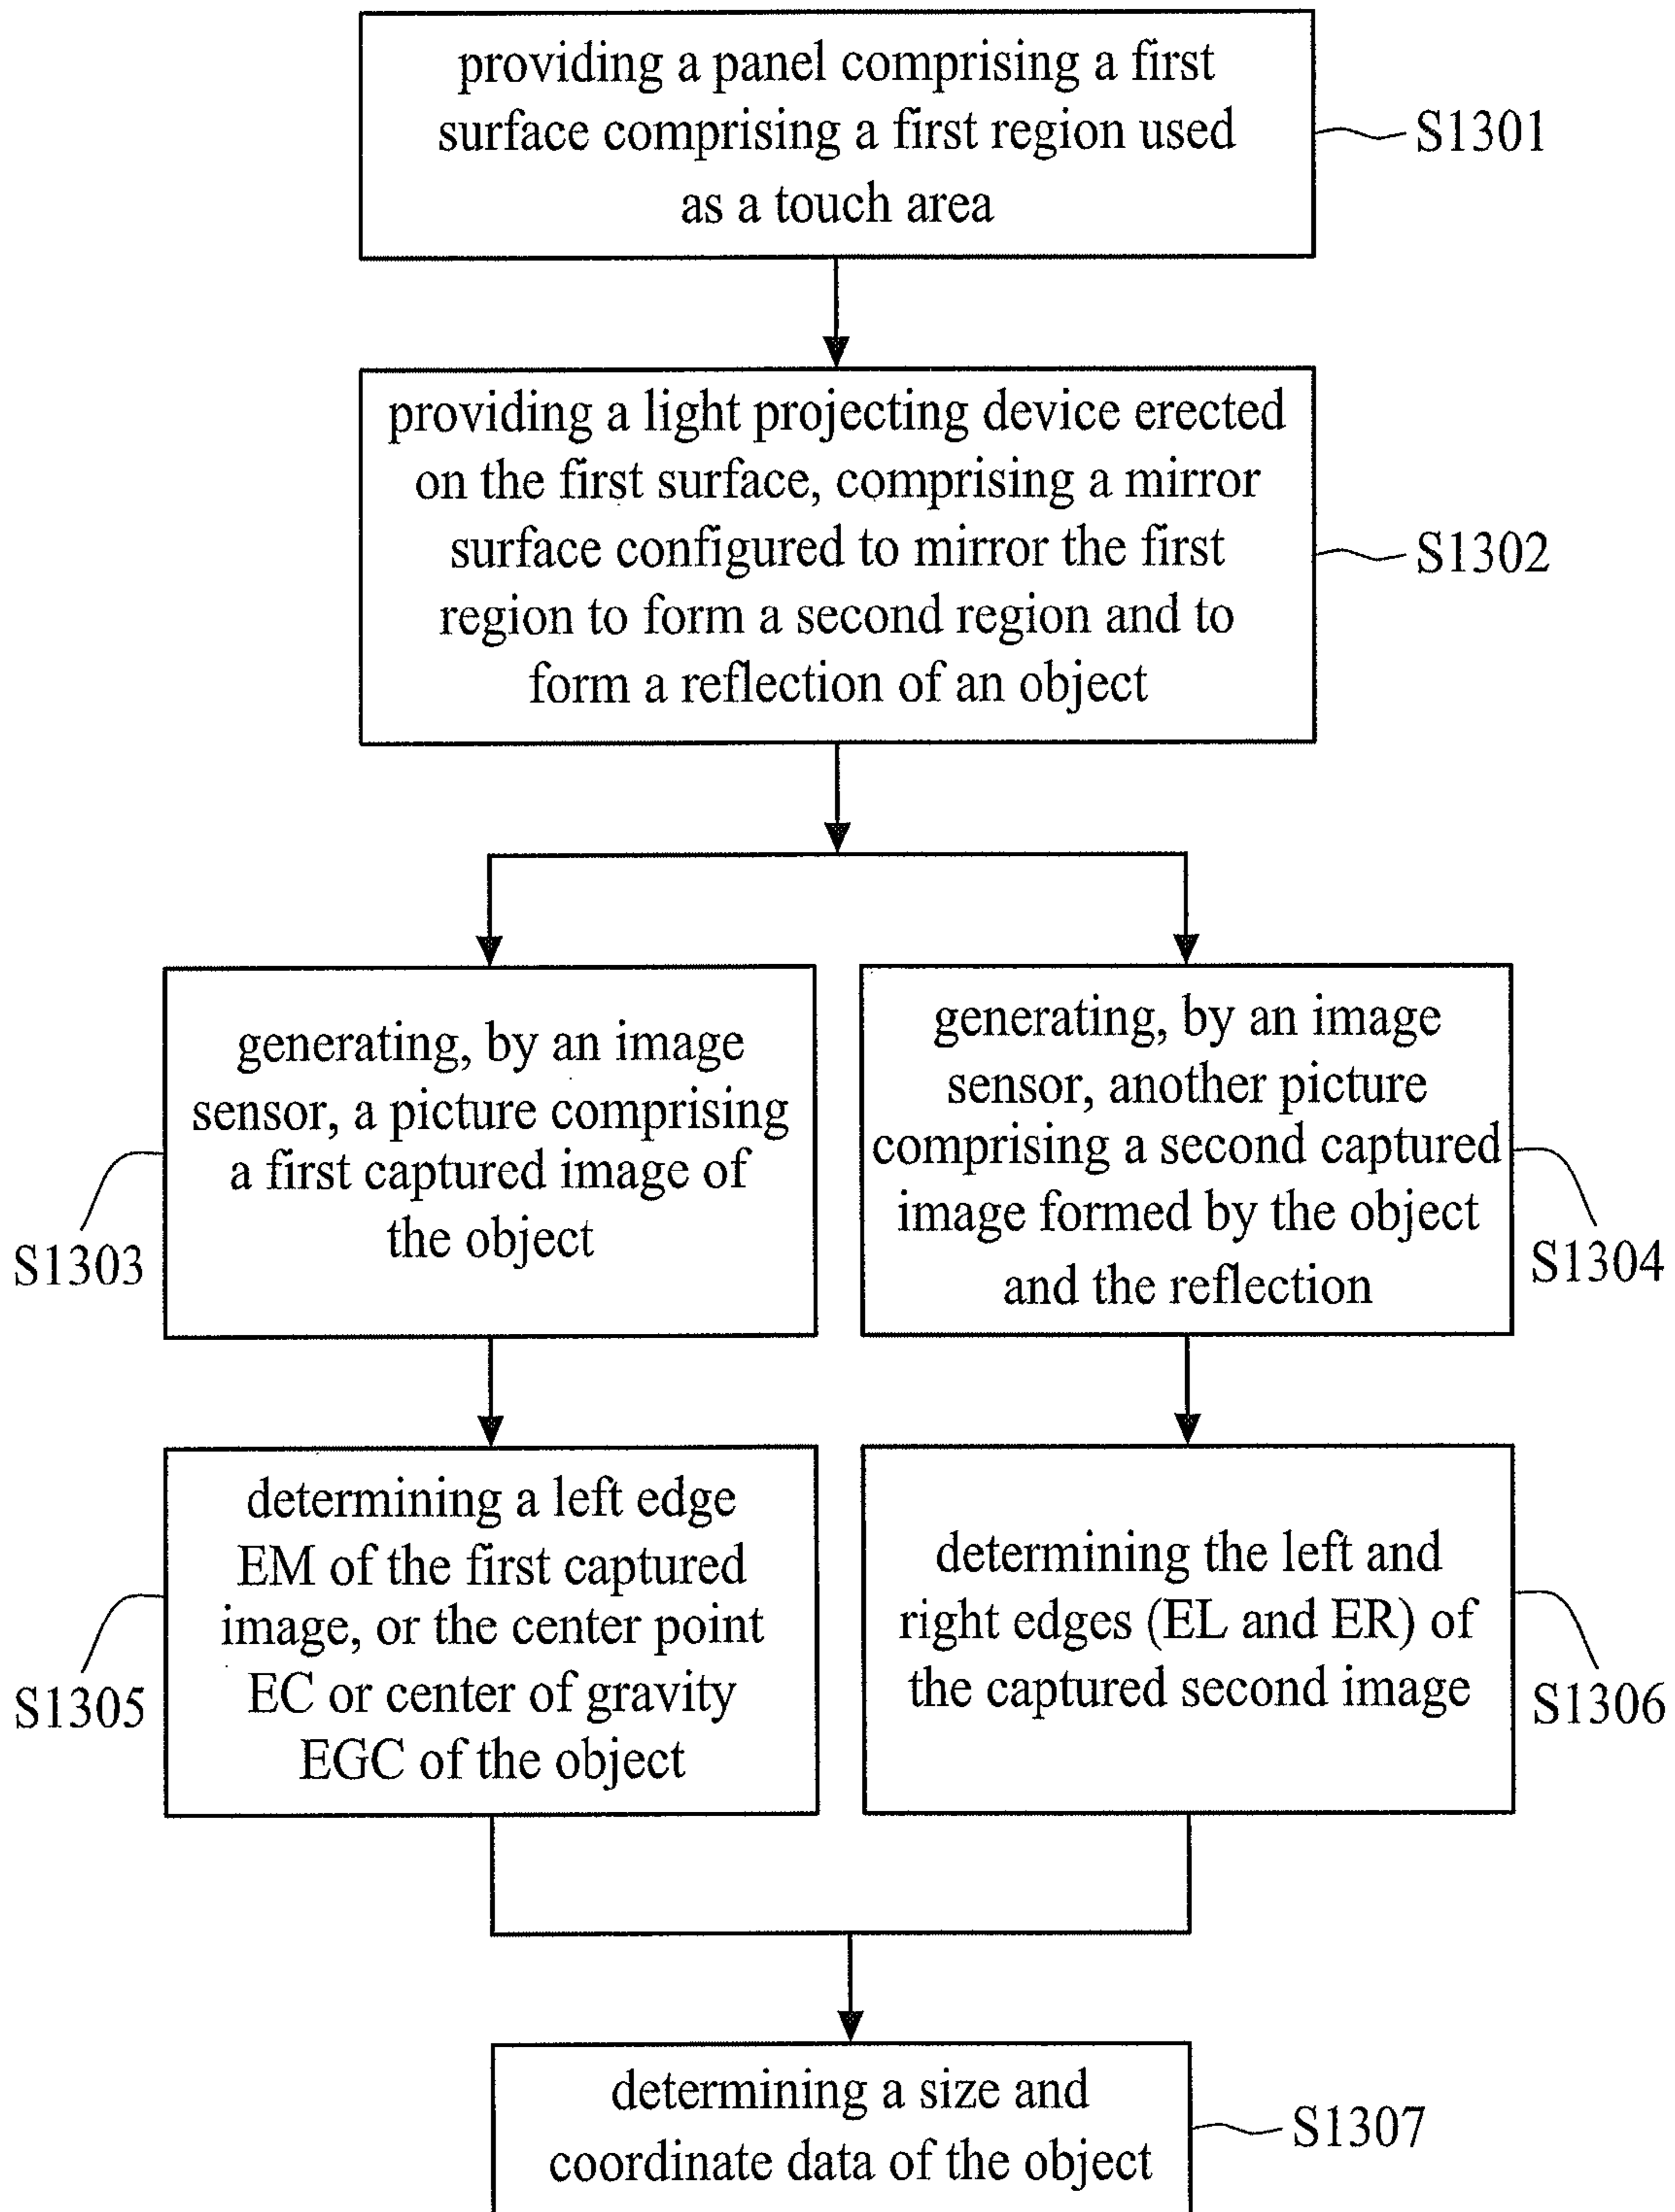 providing a panel comprising a first
surface comprising a first region used
as a touch area
S1301
providing a light projecting device erected
on the first surface, comprising a mirror
surface configured to mirror the first
region to form a second region and to
form a reflection of an object
S1302
generating, by an image
sensor, a picture comprising
a first captured image of
the object
S1303
generating, by an image
sensor, another picture
comprising a second captured
image formed by the object
and the reflection
S1304
determining a left edge
EM of the first captured
image, or the center point
EC or center of gravity
EGC of the object
S1305
determining the left and
right edges (EL and ER) of
the captured second image
S1306
determining a size and
coordinate data of the object
S1307